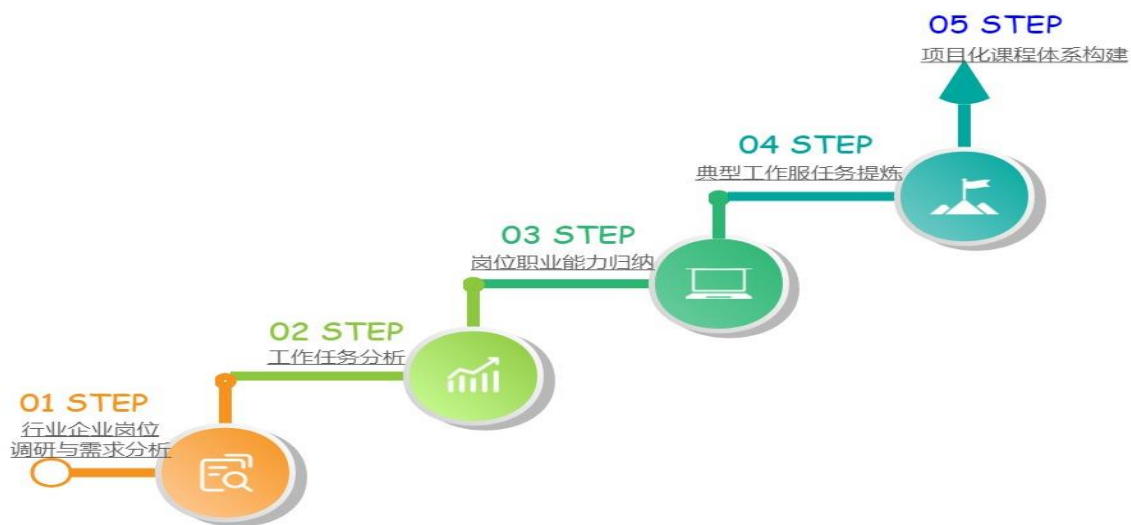 01 STEP
行业企业岗位
调研与需求分析
02 STEP
工作任务分析
03 STEP
岗位职业能力归纳
04 STEP
典型工作服任务提炼
05 STEP
项目化课程体系构建